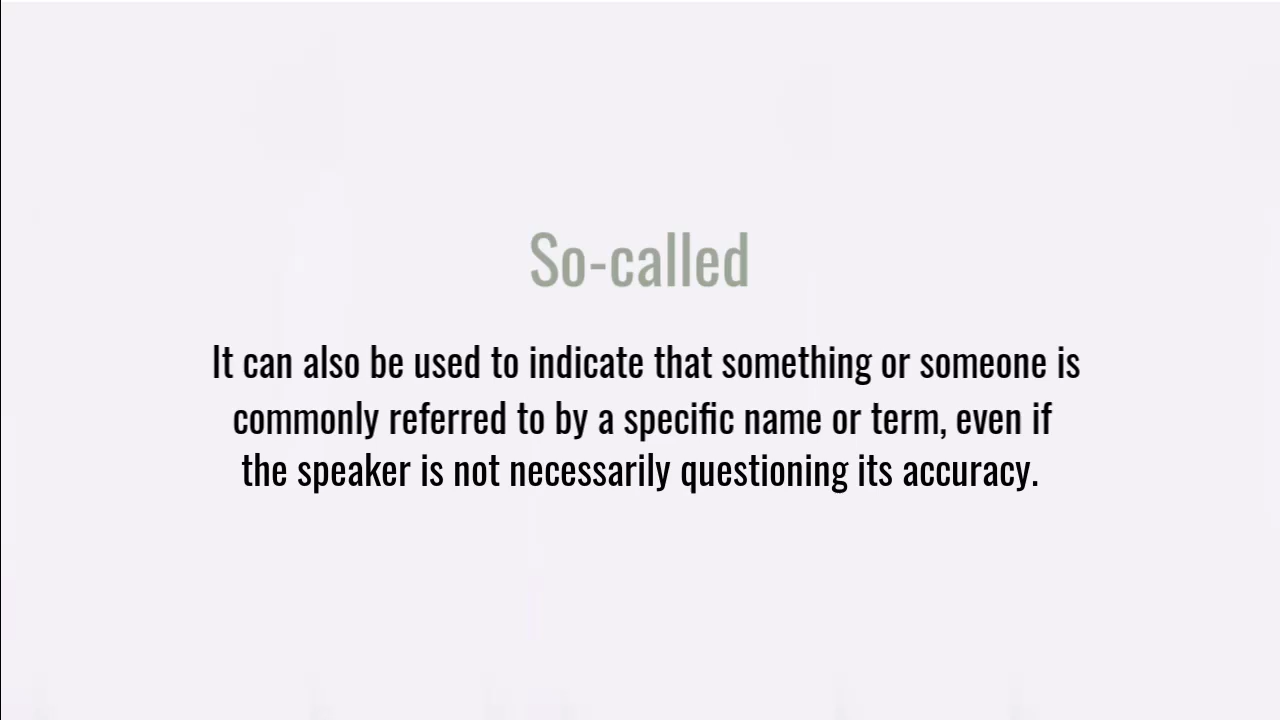 So-called
It can also be used to indicate that something or someone is
commonly referred to by a specific name or term, even if
the speaker is not necessarily questioning its accuracy.